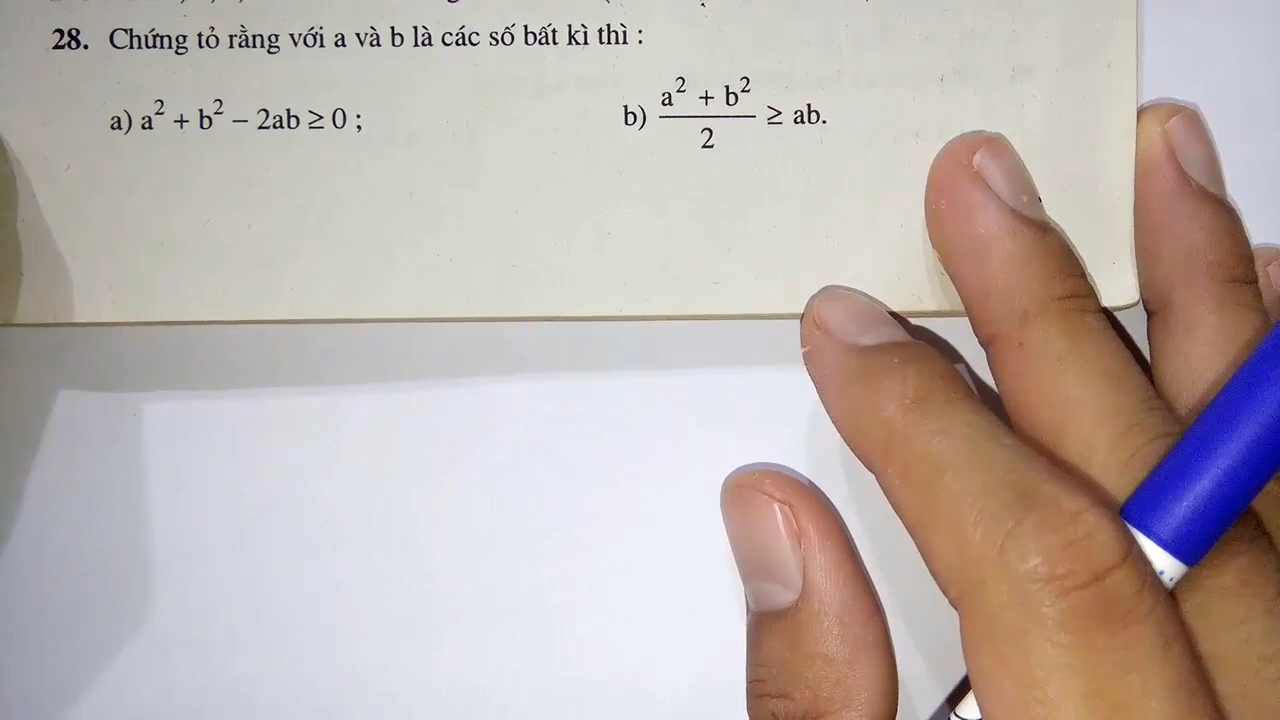 28. Chứng tỏ rằng với a và b là các số bất kì thì :
a) a² + b² – 2ab ≥ 0 ; b) (a² + b²)/2 ≥ ab.